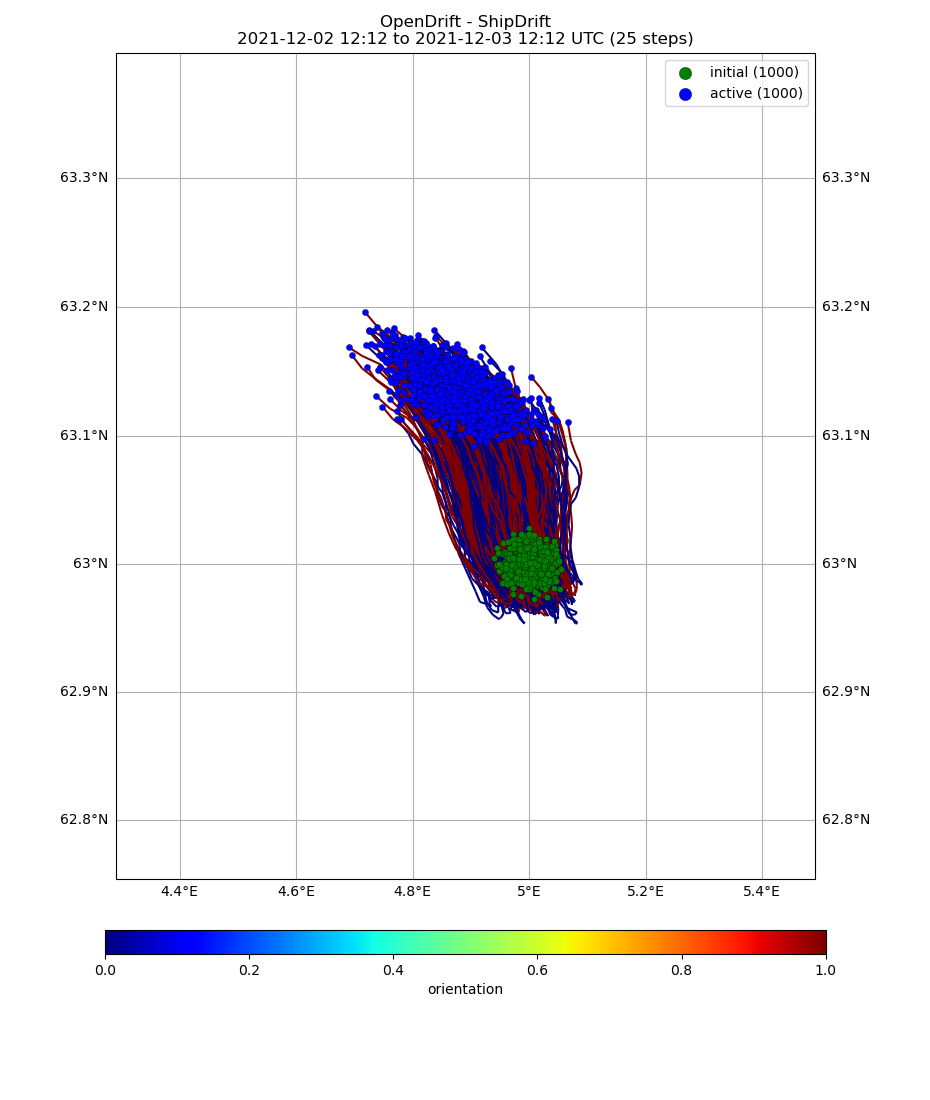 OpenDrift - ShipDrift
2021-12-02 12:12 to 2021-12-03 12:12 UTC (25 steps)
initial (1000)
active (1000)
63.3°N 63.3°N
63.2°N 63.2°N
63.1°N 63.1°N
63°N 63°N
62.9°N 62.9°N
62.8°N 62.8°N
4.4°E 4.6°E 4.8°E 5°E 5.2°E 5.4°E
0.0 0.2 0.4 0.6 0.8 1.0
orientation